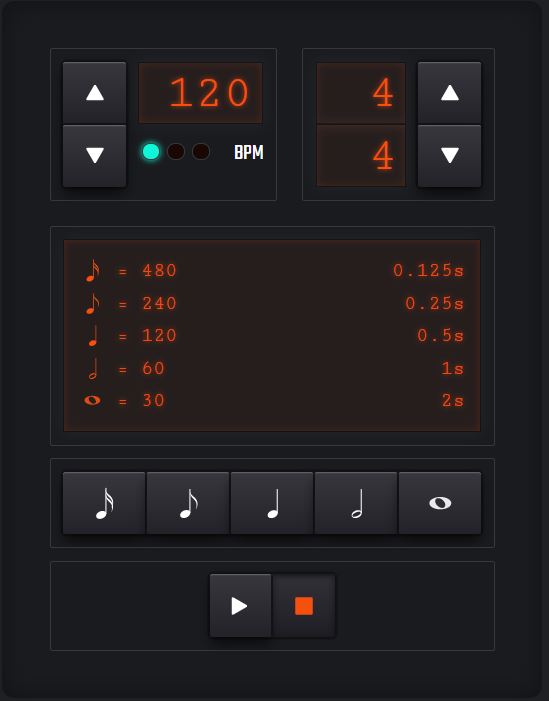 120
4
4
BPM
= 480 0.125s
= 240 0.25s
= 120 0.5s
= 60 1s
= 30 2s